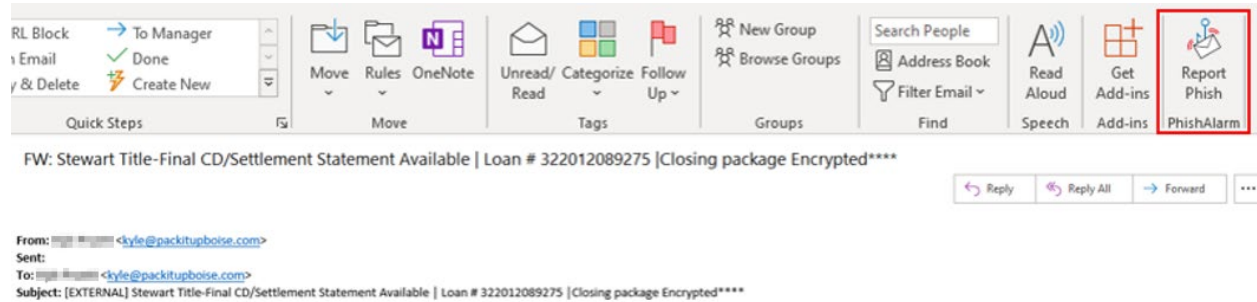 RL Block
To Manager
Email
Done
& Delete
Create New
Quick Steps
Move
Rules
OneNote
Move
Unread/
Read
Categorize
Follow
Up
Tags
New Group
Browse Groups
Groups
Search People
Address Book
Filter Email
Find
Read
Aloud
Speech
Get
Add-ins
Add-ins
Report
Phish
PhishAlarm
FW: Stewart Title-Final CD/Settlement Statement Available | Loan # 322012089275 |Closing package Encrypted****
Reply
Reply All
Forward
From: <kyle@packitupboise.com>
Sent:
To: <kyle@packitupboise.com>
Subject: [EXTERNAL] Stewart Title-Final CD/Settlement Statement Available | Loan # 322012089275 |Closing package Encrypted****